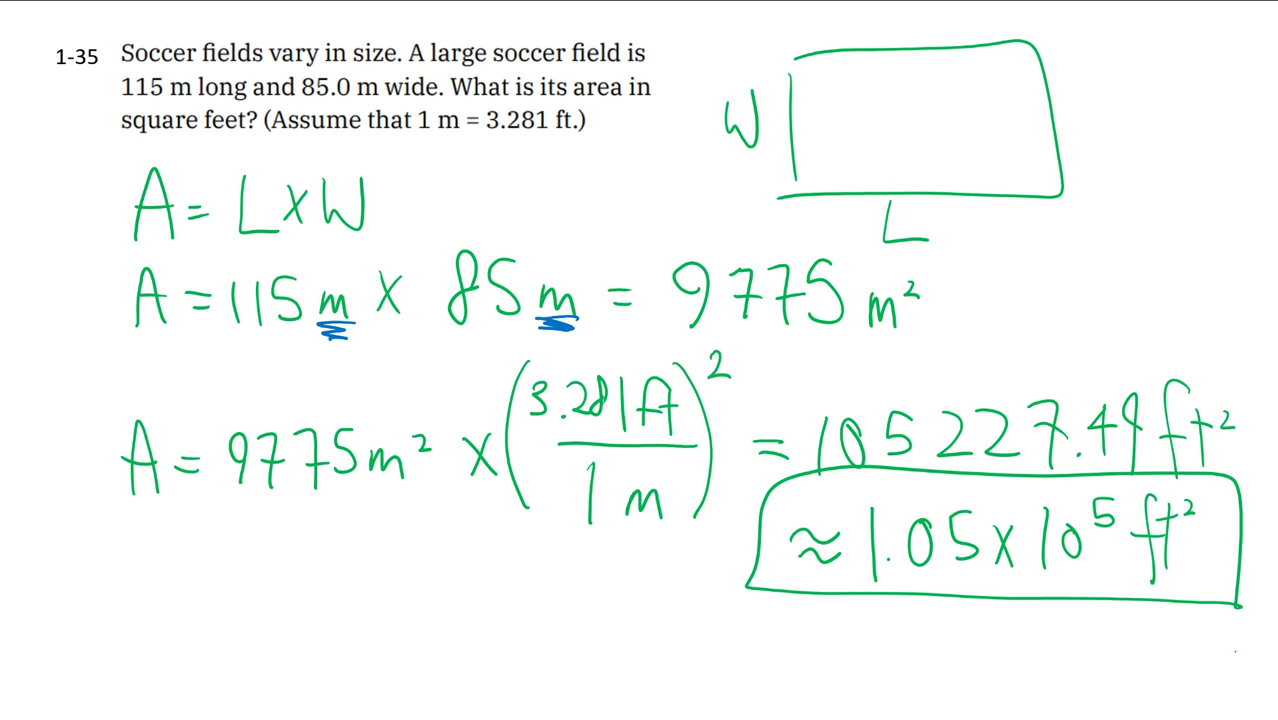 1-35 Soccer fields vary in size. A large soccer field is
115 m long and 85.0 m wide. What is its area in
square feet? (Assume that 1 m = 3.281 ft.)
W
L
A = L x W
A = 115 m x 85 m = 9775 m²
A = 9775 m² x (3.281 ft / 1 m)² = 105227.49 ft²
≈ 1.05 x 10⁵ ft²